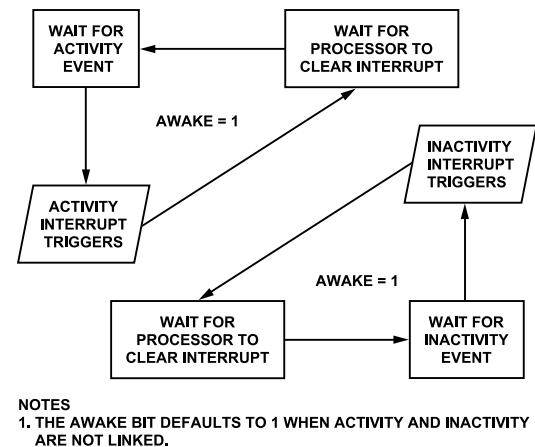 WAIT FOR
ACTIVITY
EVENT
WAIT FOR
PROCESSOR TO
CLEAR INTERRUPT
AWAKE = 1
ACTIVITY
INTERRUPT
TRIGGERS
INACTIVITY
INTERRUPT
TRIGGERS
AWAKE = 1
WAIT FOR
PROCESSOR TO
CLEAR INTERRUPT
WAIT FOR
INACTIVITY
EVENT
NOTES
1. THE AWAKE BIT DEFAULTS TO 1 WHEN ACTIVITY AND INACTIVITY
ARE NOT LINKED.